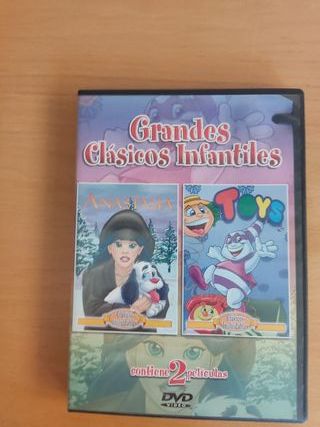 Grandes
Clásicos Infantiles
ANASTASIA
TOYS
contiene 2 películas
DVD
VIDEO